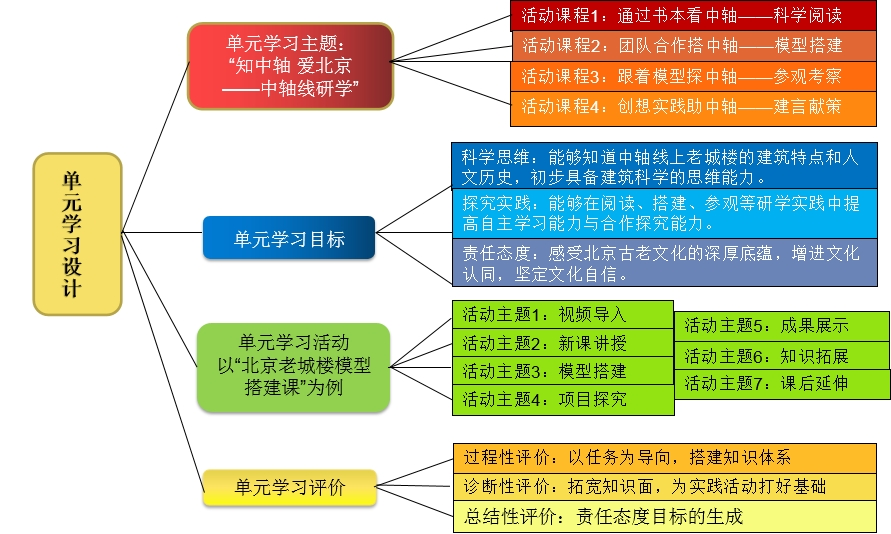 单元学习设计
单元学习主题：
“知中轴 爱北京
——中轴线研学”
活动课程1：通过书本看中轴——科学阅读
活动课程2：团队合作搭中轴——模型搭建
活动课程3：跟着模型探中轴——参观考察
活动课程4：创想实践助中轴——建言献策
单元学习目标
科学思维：能够知道中轴线上老城楼的建筑特点和人
文历史，初步具备建筑科学的思维能力。
探究实践：能够在阅读、搭建、参观等研学实践中提
高自主学习能力与合作探究能力。
责任态度：感受北京古老文化的深厚底蕴，增进文化
认同，坚定文化自信。
单元学习活动
以“北京老城楼模型
搭建课”为例
活动主题1：视频导入
活动主题2：新课讲授
活动主题3：模型搭建
活动主题4：项目探究
活动主题5：成果展示
活动主题6：知识拓展
活动主题7：课后延伸
单元学习评价
过程性评价：以任务为导向，搭建知识体系
诊断性评价：拓宽知识面，为实践活动打好基础
总结性评价：责任态度目标的生成